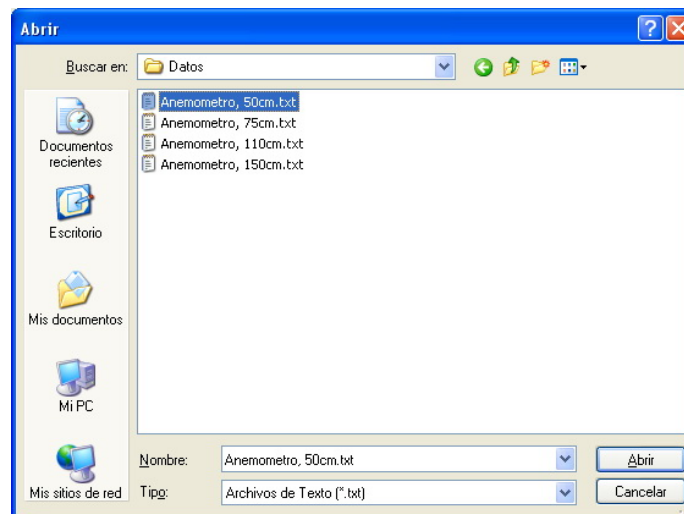 Abrir
Buscar en:
Datos
Anemometro, 50cm.txt
Anemometro, 75cm.txt
Anemometro, 110cm.txt
Anemometro, 150cm.txt
Documentos
recientes
Escritorio
Mis documentos
Mi PC
Mis sitios de red
Nombre:
Anemometro, 50cm.txt
Abrir
Tipo:
Archivos de Texto (*.txt)
Cancelar